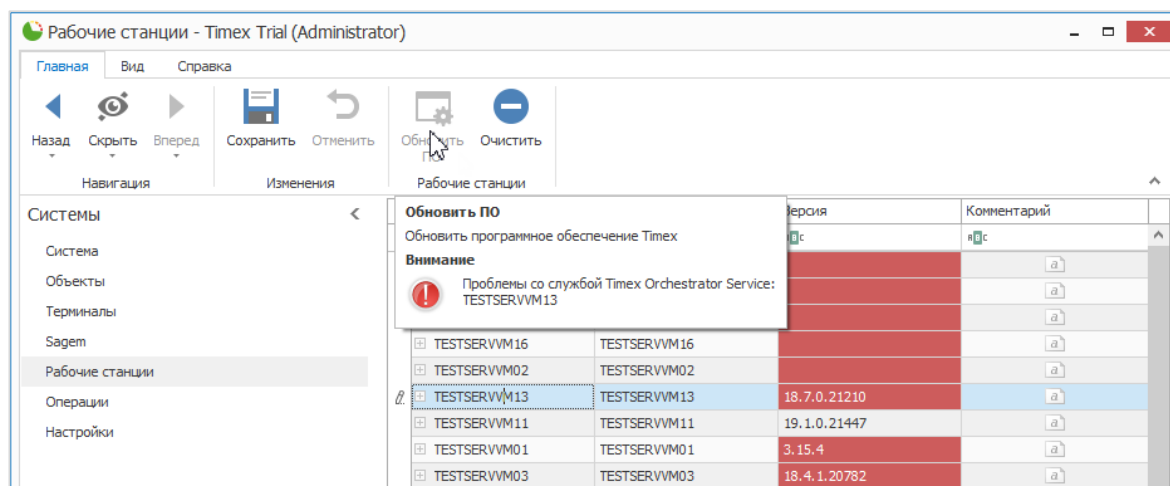 Рабочие станции - Timex Trial (Administrator)
Главная Вид Справка
Назад Скрыть Вперед Сохранить Отменить Обновить ПО Очистить
Навигация Изменения Рабочие станции
Системы
Система
Объекты
Терминалы
Sagem
Рабочие станции
Операции
Настройки
Обновить ПО
Обновить программное обеспечение Timex
Внимание
Проблемы со службой Timex Orchestrator Service:
TESTSERVVM13
Версия Комментарий
TESTSERVVM16 TESTSERVVM16
TESTSERVVM02 TESTSERVVM02
TESTSERVVM13 TESTSERVVM13 18.7.0.21210
TESTSERVVM11 TESTSERVVM11 19.1.0.21447
TESTSERVVM01 TESTSERVVM01 3.15.4
TESTSERVVM03 TESTSERVVM03 18.4.1.20782